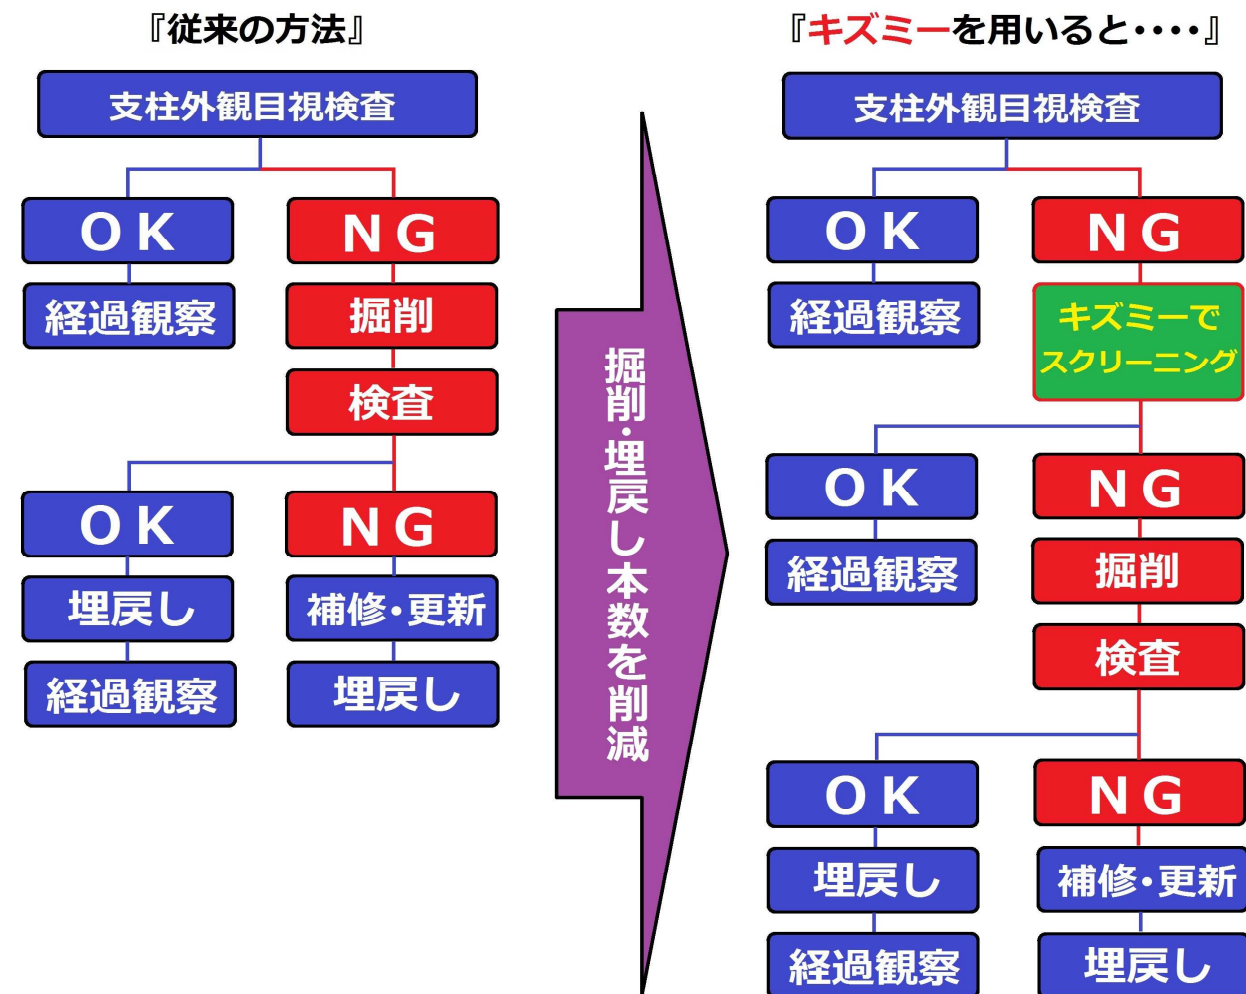 『従来の方法』
支柱外観目視検査
OK
NG
経過観察
掘削
検査
OK
NG
埋戻し
補修・更新
経過観察
埋戻し
掘削・埋戻し本数を削減
『キズミーを用いると・・・・』
支柱外観目視検査
OK
NG
経過観察
キズミーで
スクリーニング
OK
NG
経過観察
掘削
検査
OK
NG
埋戻し
補修・更新
経過観察
埋戻し